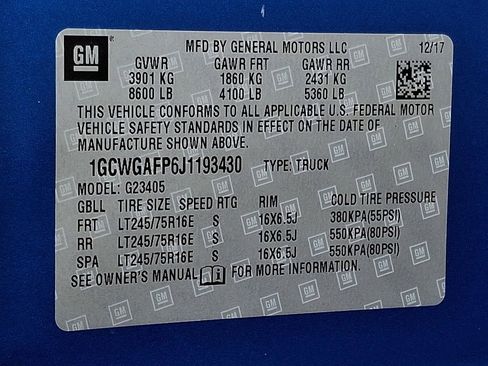 GM
MFD BY GENERAL MOTORS LLC 12/17
GVWR GAWR FRT GAWR RR
3901 KG 1860 KG 2431 KG
8600 LB 4100 LB 5360 LB
THIS VEHICLE CONFORMS TO ALL APPLICABLE U.S. FEDERAL MOTOR
VEHICLE SAFETY STANDARDS IN EFFECT ON THE DATE OF
MANUFACTURE SHOWN ABOVE.
1GCWGAFP6J1193430 TYPE: TRUCK
MODEL: G23405
GBLL TIRE SIZE SPEED RTG RIM COLD TIRE PRESSURE
FRT LT245/75R16E S 16X6.5J 380KPA(55PSI)
RR LT245/75R16E S 16X6.5J 550KPA(80PSI)
SPA LT245/75R16E S 16X6.5J 550KPA(80PSI)
SEE OWNER'S MANUAL FOR MORE INFORMATION.